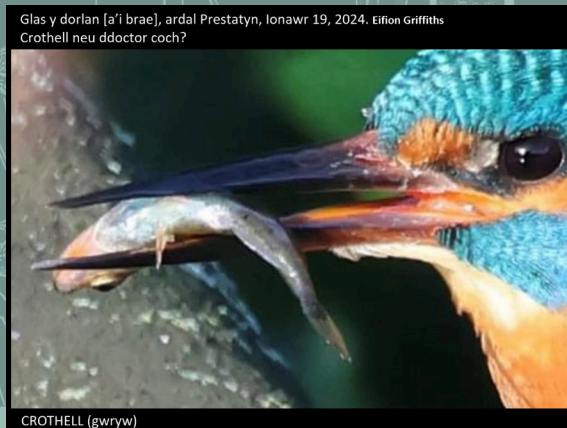 Glas y dorlan [a'i brae], ardal Prestatyn, Ionawr 19, 2024. Eifion Griffiths
Crothell neu ddoctor coch?
CROTHELL (gwryw)